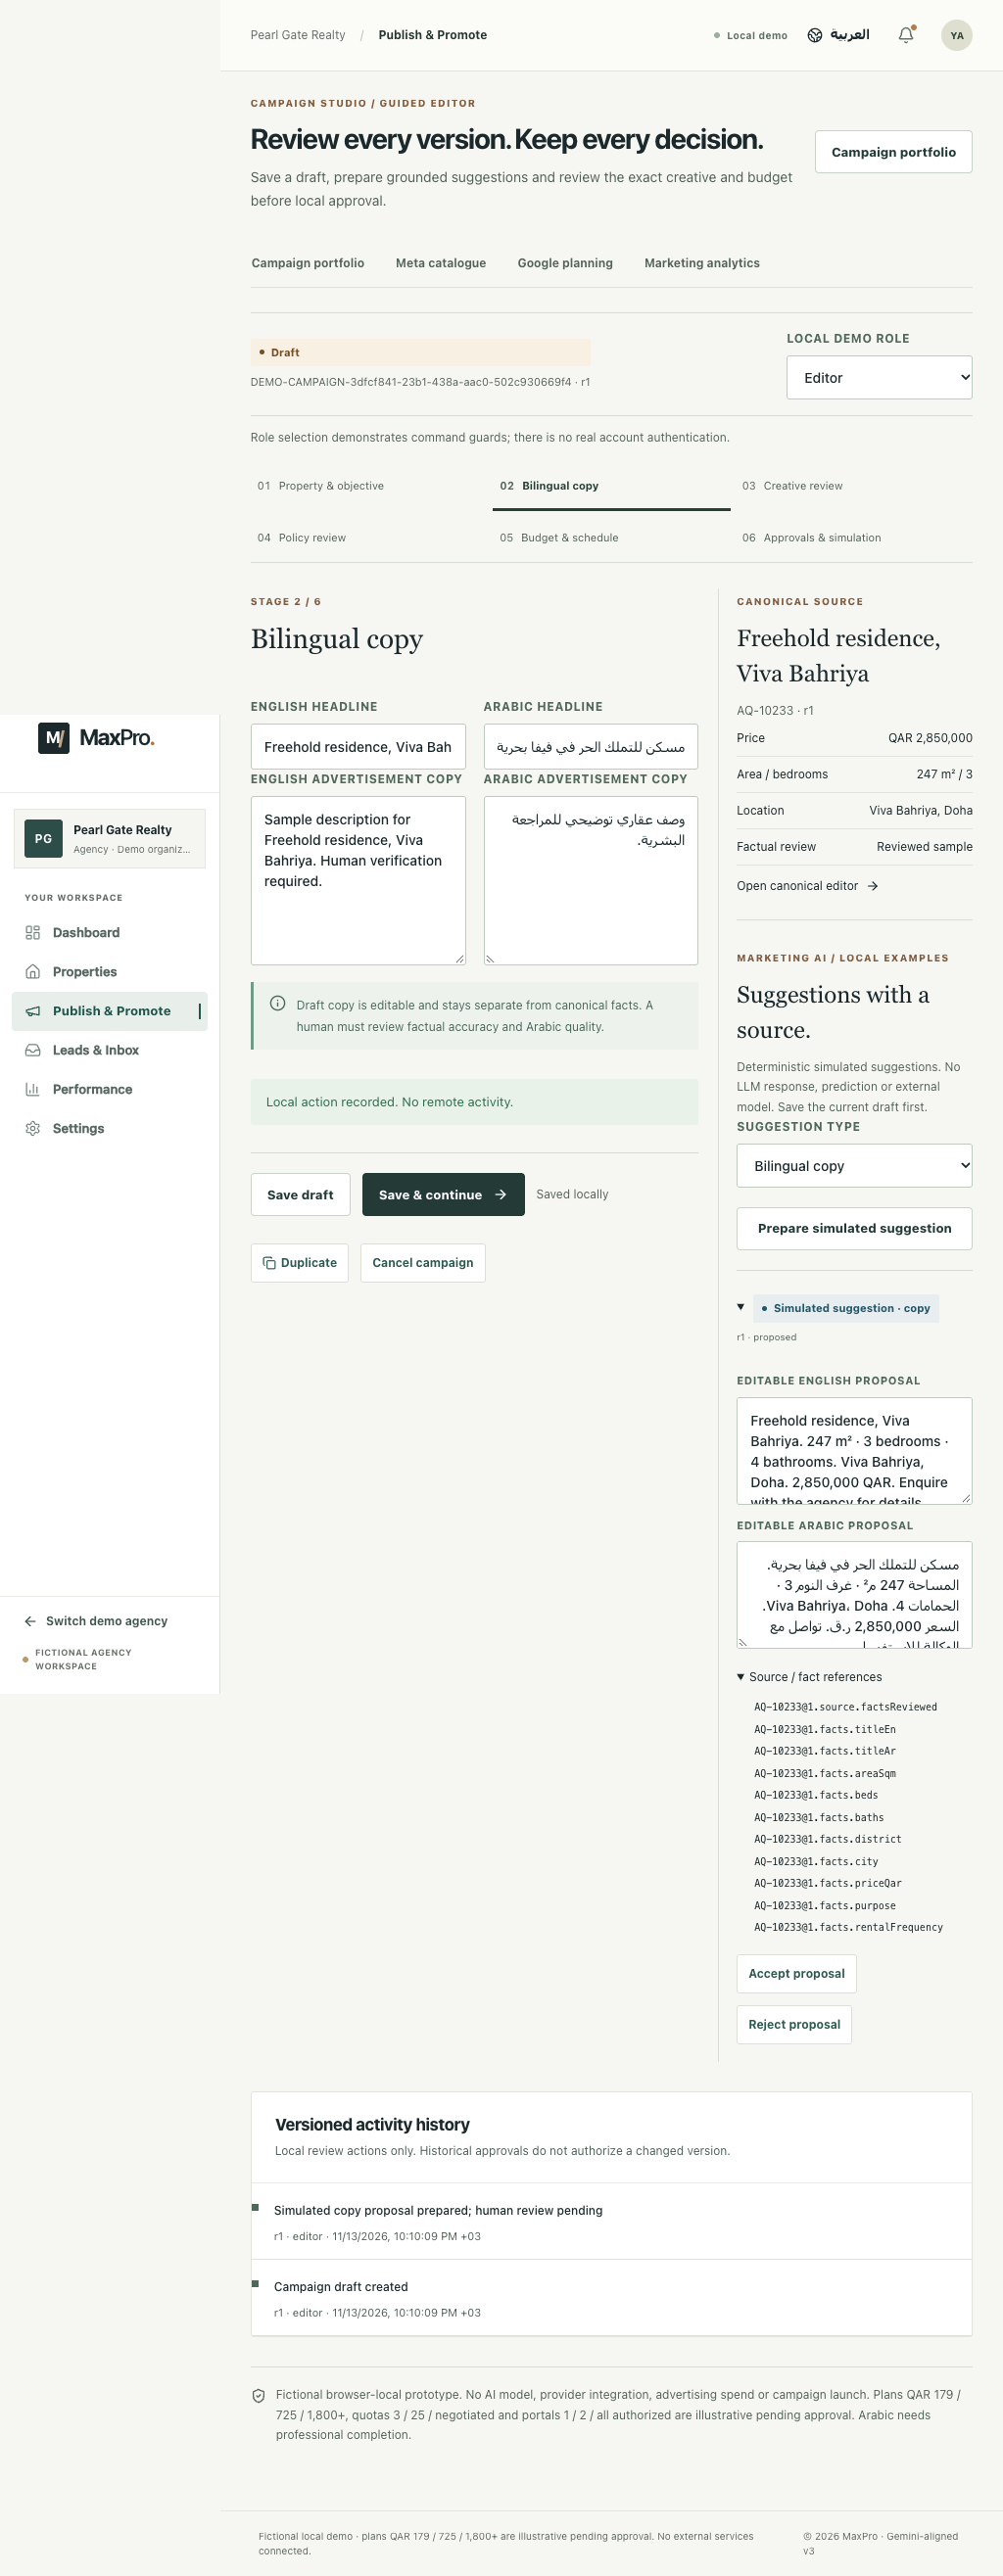 Pearl Gate Realty / Publish & Promote
Local demo
العربية
YA
CAMPAIGN STUDIO / GUIDED EDITOR
Review every version. Keep every decision.
Save a draft, prepare grounded suggestions and review the exact creative and budget
before local approval.
Campaign portfolio
Campaign portfolio
Meta catalogue
Google planning
Marketing analytics
Draft
DEMO-CAMPAIGN-3dfcf841-23b1-438a-aac0-502c930669f4 · r1
LOCAL DEMO ROLE
Editor
Role selection demonstrates command guards; there is no real account authentication.
01 Property & objective
02 Bilingual copy
03 Creative review
04 Policy review
05 Budget & schedule
06 Approvals & simulation
MaxPro.
PG
Pearl Gate Realty
Agency · Demo organiz...
YOUR WORKSPACE
Dashboard
Properties
Publish & Promote
Leads & Inbox
Performance
Settings
Switch demo agency
FICTIONAL AGENCY
WORKSPACE
STAGE 2 / 6
Bilingual copy
ENGLISH HEADLINE
Freehold residence, Viva Bah
ARABIC HEADLINE
مسكن للتملك الحر في فيفا بحرية
ENGLISH ADVERTISEMENT COPY
Sample description for
Freehold residence, Viva
Bahriya. Human verification
required.
ARABIC ADVERTISEMENT COPY
وصف عقاري توضيحي للمراجعة
البشرية.
Draft copy is editable and stays separate from canonical facts. A
human must review factual accuracy and Arabic quality.
Local action recorded. No remote activity.
Save draft
Save & continue
Saved locally
Duplicate
Cancel campaign
CANONICAL SOURCE
Freehold residence,
Viva Bahriya
AQ-10233 · r1
Price QAR 2,850,000
Area / bedrooms 247 m² / 3
Location Viva Bahriya, Doha
Factual review Reviewed sample
Open canonical editor
MARKETING AI / LOCAL EXAMPLES
Suggestions with a
source.
Deterministic simulated suggestions. No
LLM response, prediction or external
model. Save the current draft first.
SUGGESTION TYPE
Bilingual copy
Prepare simulated suggestion
Simulated suggestion · copy
r1 · proposed
EDITABLE ENGLISH PROPOSAL
Freehold residence, Viva
Bahriya. 247 m² · 3 bedrooms ·
4 bathrooms. Viva Bahriya,
Doha. 2,850,000 QAR. Enquire
with the agency for details
EDITABLE ARABIC PROPOSAL
مسكن للتملك الحر في فيفا بحرية.
المساحة 247 م² · غرف النوم 3 ·
الحمامات 4. Viva Bahriya، Doha.
السعر 2,850,000 ر.ق. تواصل مع
Source / fact references
AQ-10233@1.source.factsReviewed
AQ-10233@1.facts.titleEn
AQ-10233@1.facts.titleAr
AQ-10233@1.facts.areaSqm
AQ-10233@1.facts.beds
AQ-10233@1.facts.baths
AQ-10233@1.facts.district
AQ-10233@1.facts.city
AQ-10233@1.facts.priceQar
AQ-10233@1.facts.purpose
AQ-10233@1.facts.rentalFrequency
Accept proposal
Reject proposal
Versioned activity history
Local review actions only. Historical approvals do not authorize a changed version.
Simulated copy proposal prepared; human review pending
r1 · editor · 11/13/2026, 10:10:09 PM +03
Campaign draft created
r1 · editor · 11/13/2026, 10:10:09 PM +03
Fictional browser-local prototype. No AI model, provider integration, advertising spend or campaign launch. Plans QAR 179 /
725 / 1,800+, quotas 3 / 25 / negotiated and portals 1 / 2 / all authorized are illustrative pending approval. Arabic needs
professional completion.
Fictional local demo · plans QAR 179 / 725 / 1,800+ are illustrative pending approval. No external services
connected.
© 2026 MaxPro · Gemini-aligned
v3